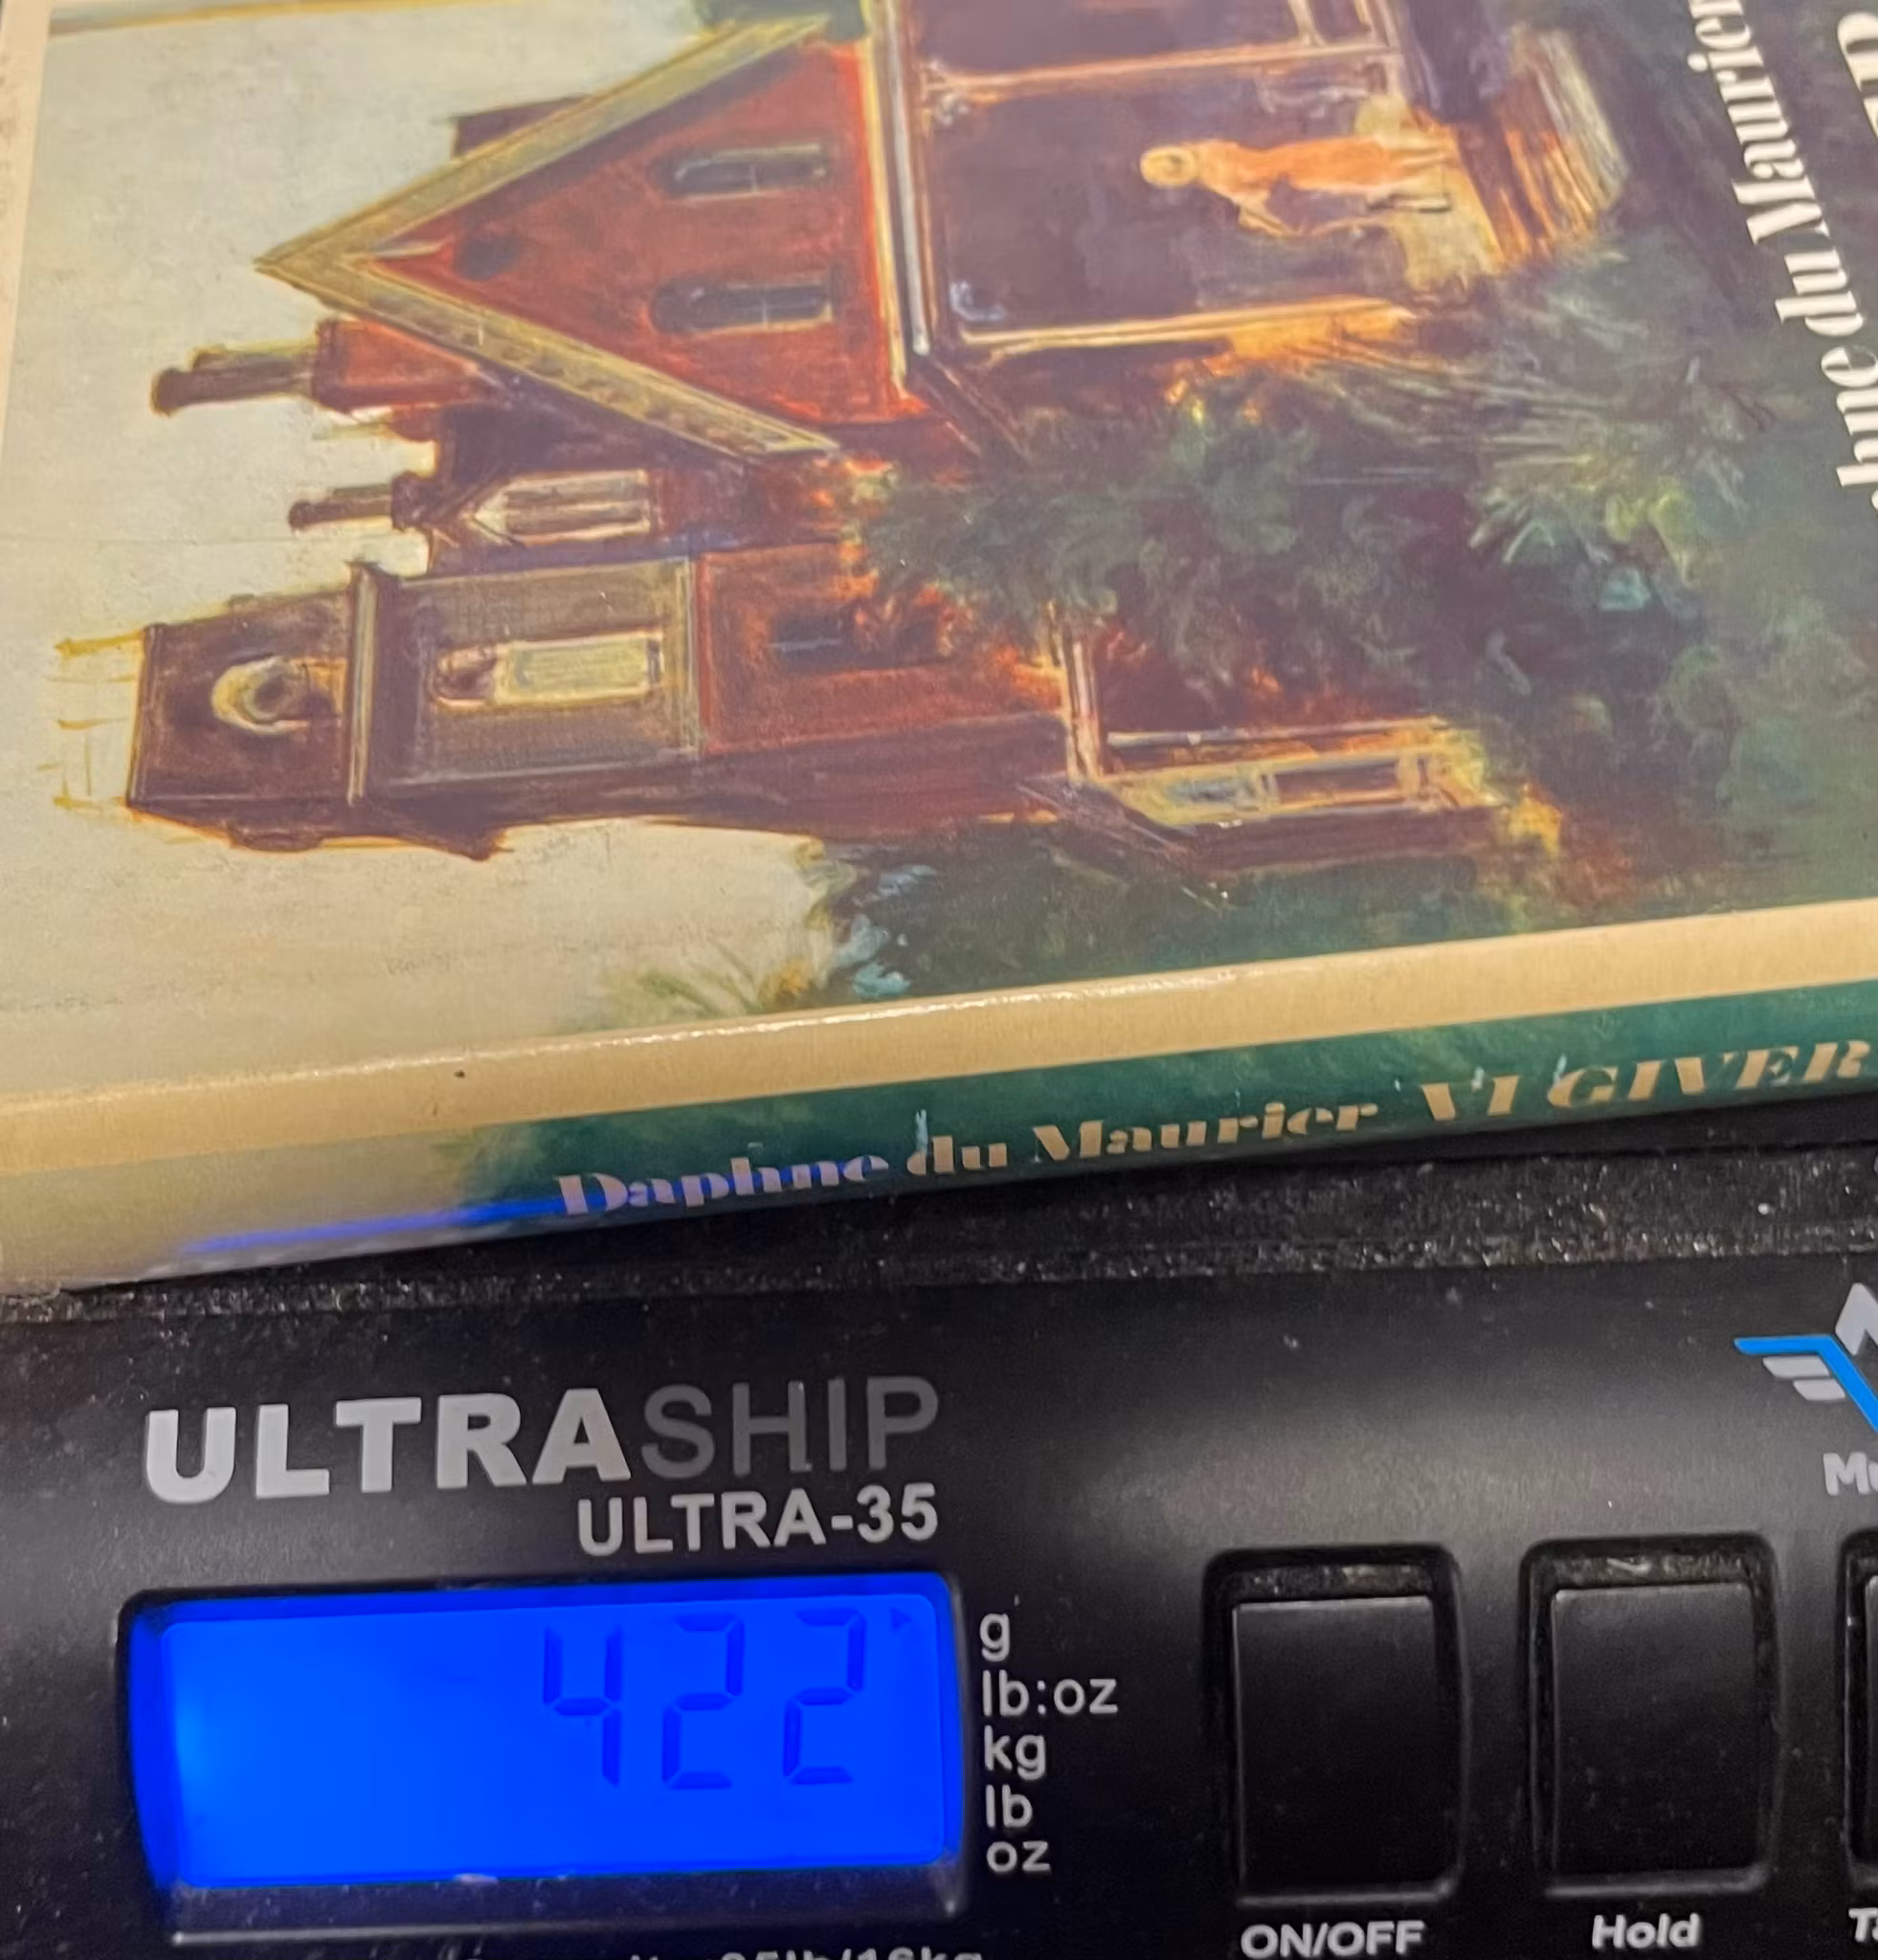 du Maurier
Daphne du Maurier VI GIVER
ULTRASHIP
ULTRA-35
422
g
lb:oz
kg
lb
oz
ON/OFF
Hold